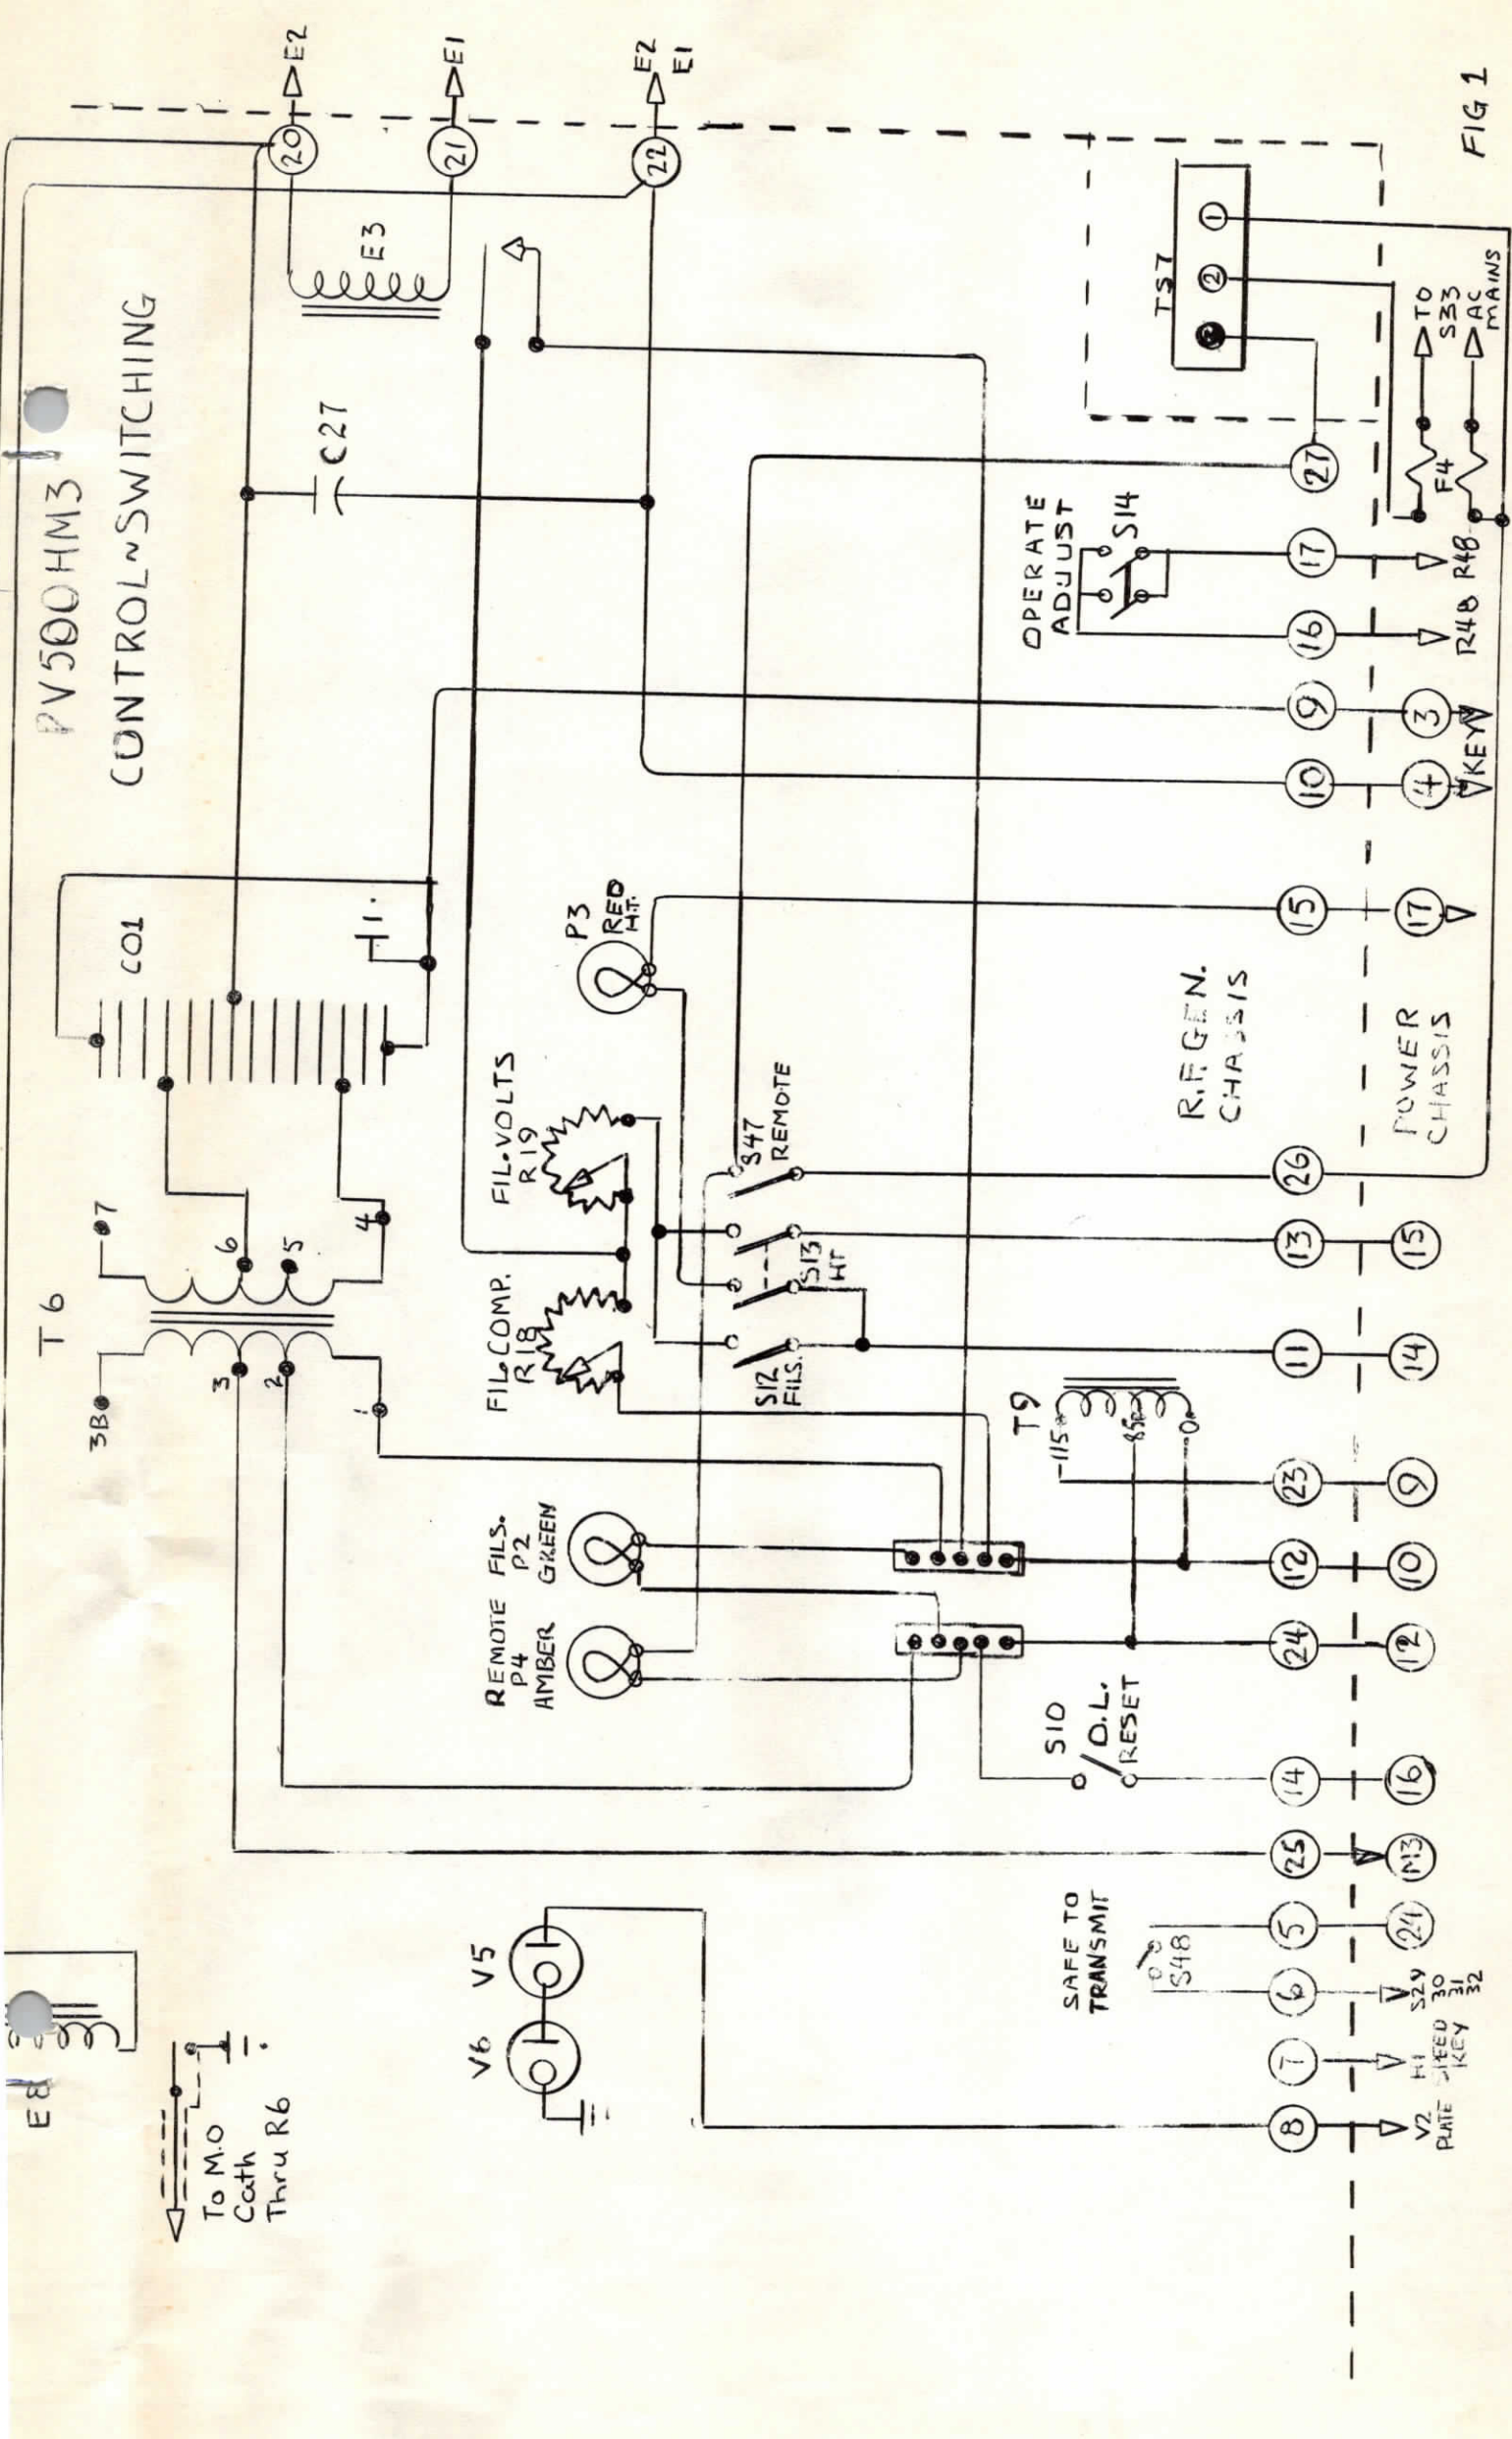 PV500HM3
CONTROL~SWITCHING
FIG 1
E8
To M.O
Cath
Thru R6
T6
3B
3
2
1
7
6
5
4
C01
C27
E3
20
E2
21
E1
22
E2
E1
V6
V5
REMOTE
P4
AMBER
FILS.
P2
GREEN
FIL.COMP.
R18
FIL.VOLTS
R19
P3
RED
H.T.
S12
FILS.
S13
HT
S47
REMOTE
OPERATE
ADJUST
S14
TS7
3
2
1
SAFE TO
TRANSMIT
S48
S10
O.L.
RESET
T9
115
85
0
R.F.GEN.
CHASSIS
POWER
CHASSIS
8
7
6
5
25
14
24
12
23
11
13
26
15
10
9
16
17
27
V2
PLATE
HI
SPEED
KEY
S29
30
31
32
24
M3
16
12
10
9
14
15
17
4
3
KEY
R48
R48
F4
TO
S33
AC
MAINS